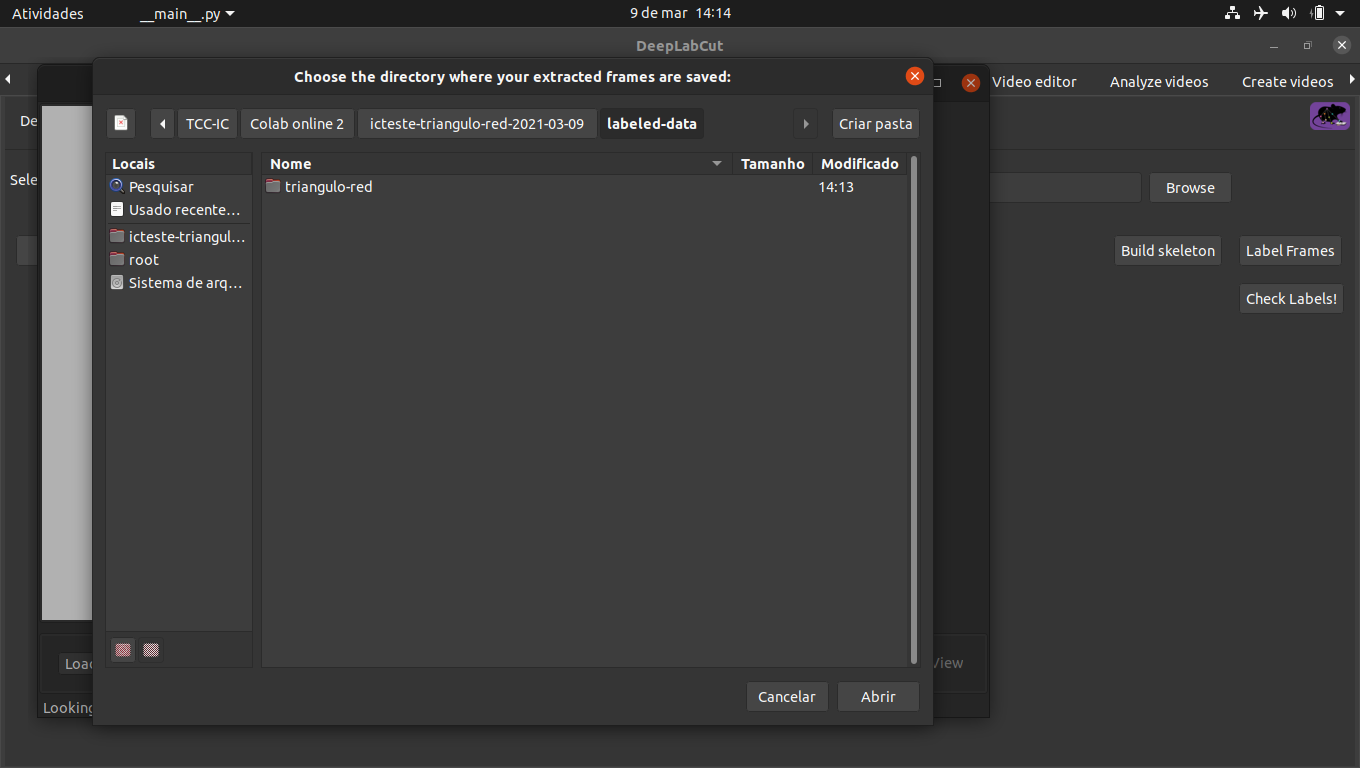 Atividades __main__.py 9 de mar 14:14
DeepLabCut
Choose the directory where your extracted frames are saved:
Video editor Analyze videos Create videos
De
TCC-IC Colab online 2 icteste-triangulo-red-2021-03-09 labeled-data Criar pasta
Locais Nome Tamanho Modificado
Sele Pesquisar triangulo-red 14:13 Browse
Usado recente…
icteste-triangul…
root
Sistema de arq…
Build skeleton Label Frames
Check Labels!
Load View
Cancelar Abrir
Looking